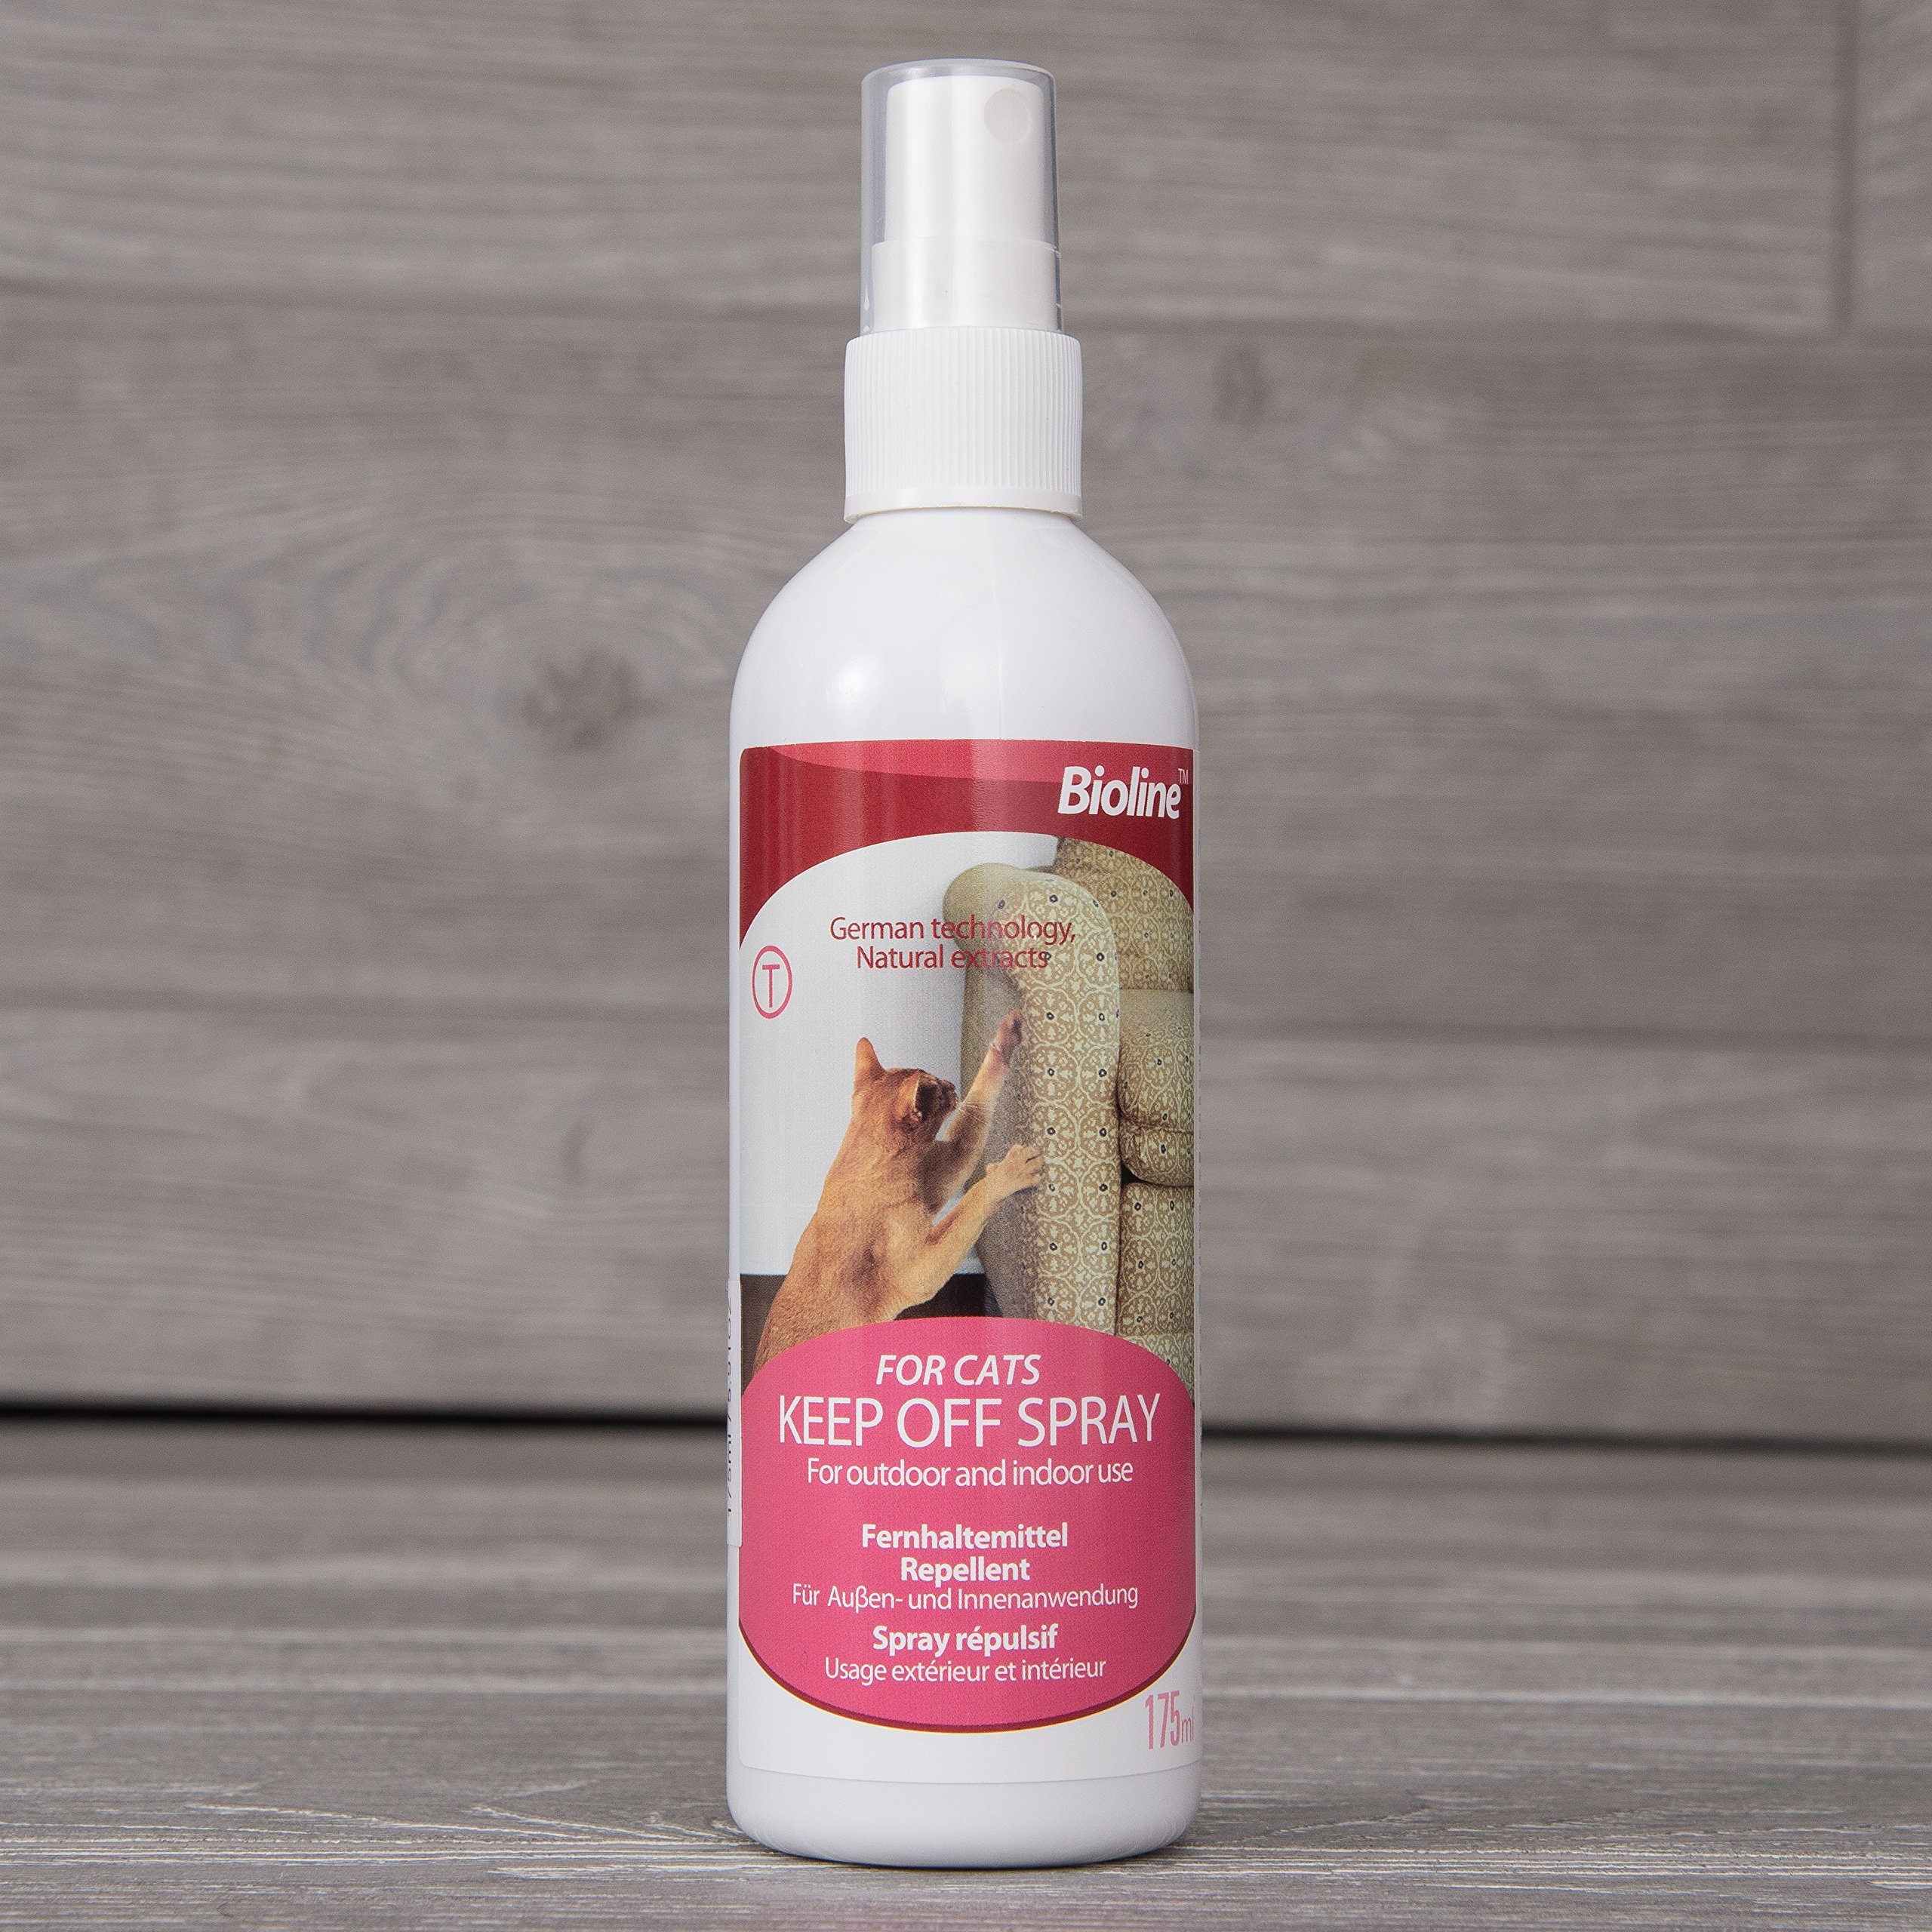 Bioline™
German technology,
Natural extracts
T
FOR CATS
KEEP OFF SPRAY
For outdoor and indoor use
Fernhaltemittel
Repellent
Für Auβen- und Innenanwendung
Spray répulsif
Usage extérieur et intérieur
175ml